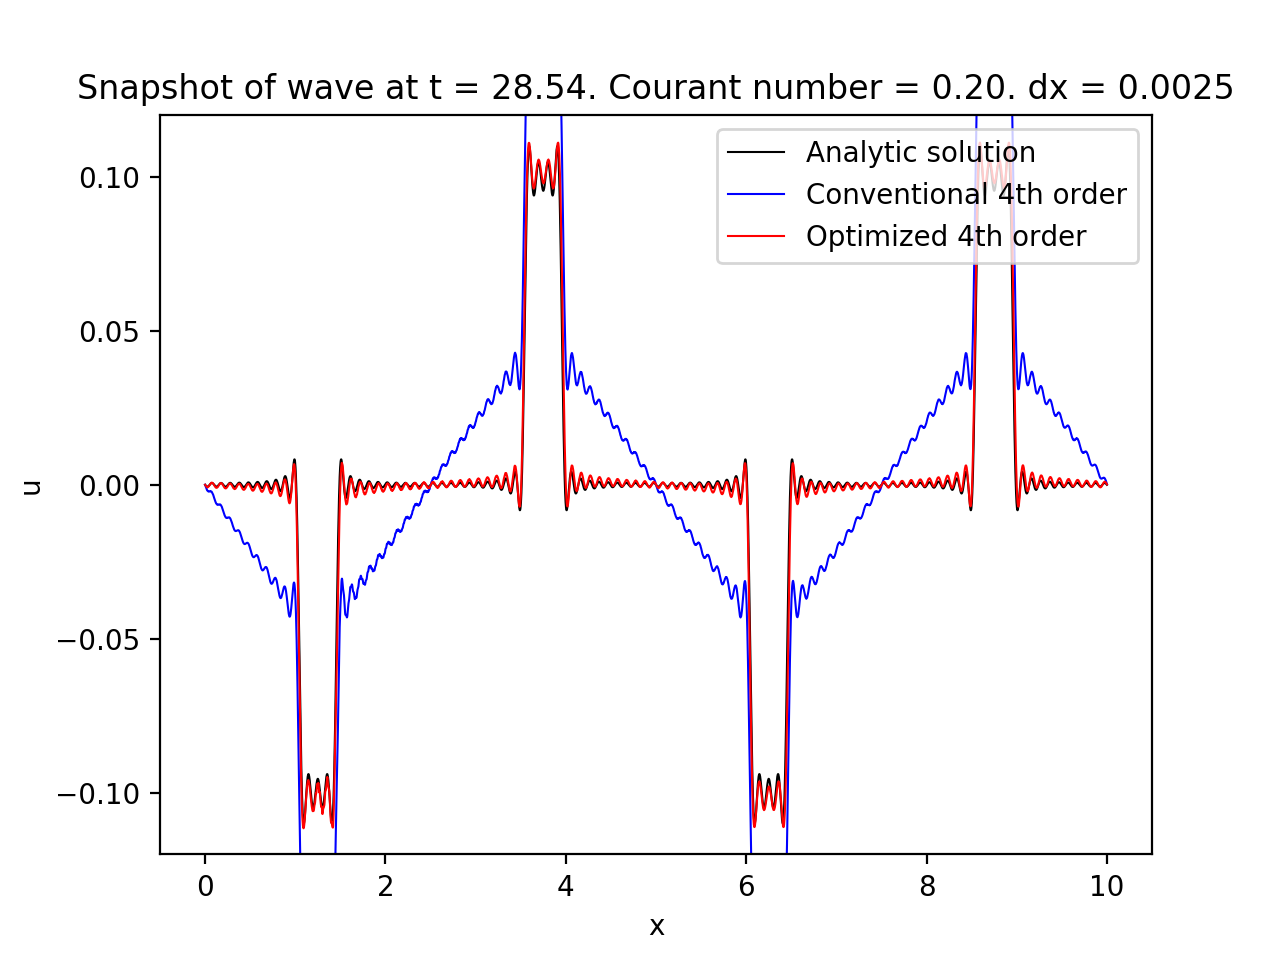 Snapshot of wave at t = 28.54. Courant number = 0.20. dx = 0.0025
Analytic solution
Conventional 4th order
Optimized 4th order
0.10
0.05
0.00
−0.05
−0.10
u
0 2 4 6 8 10
x